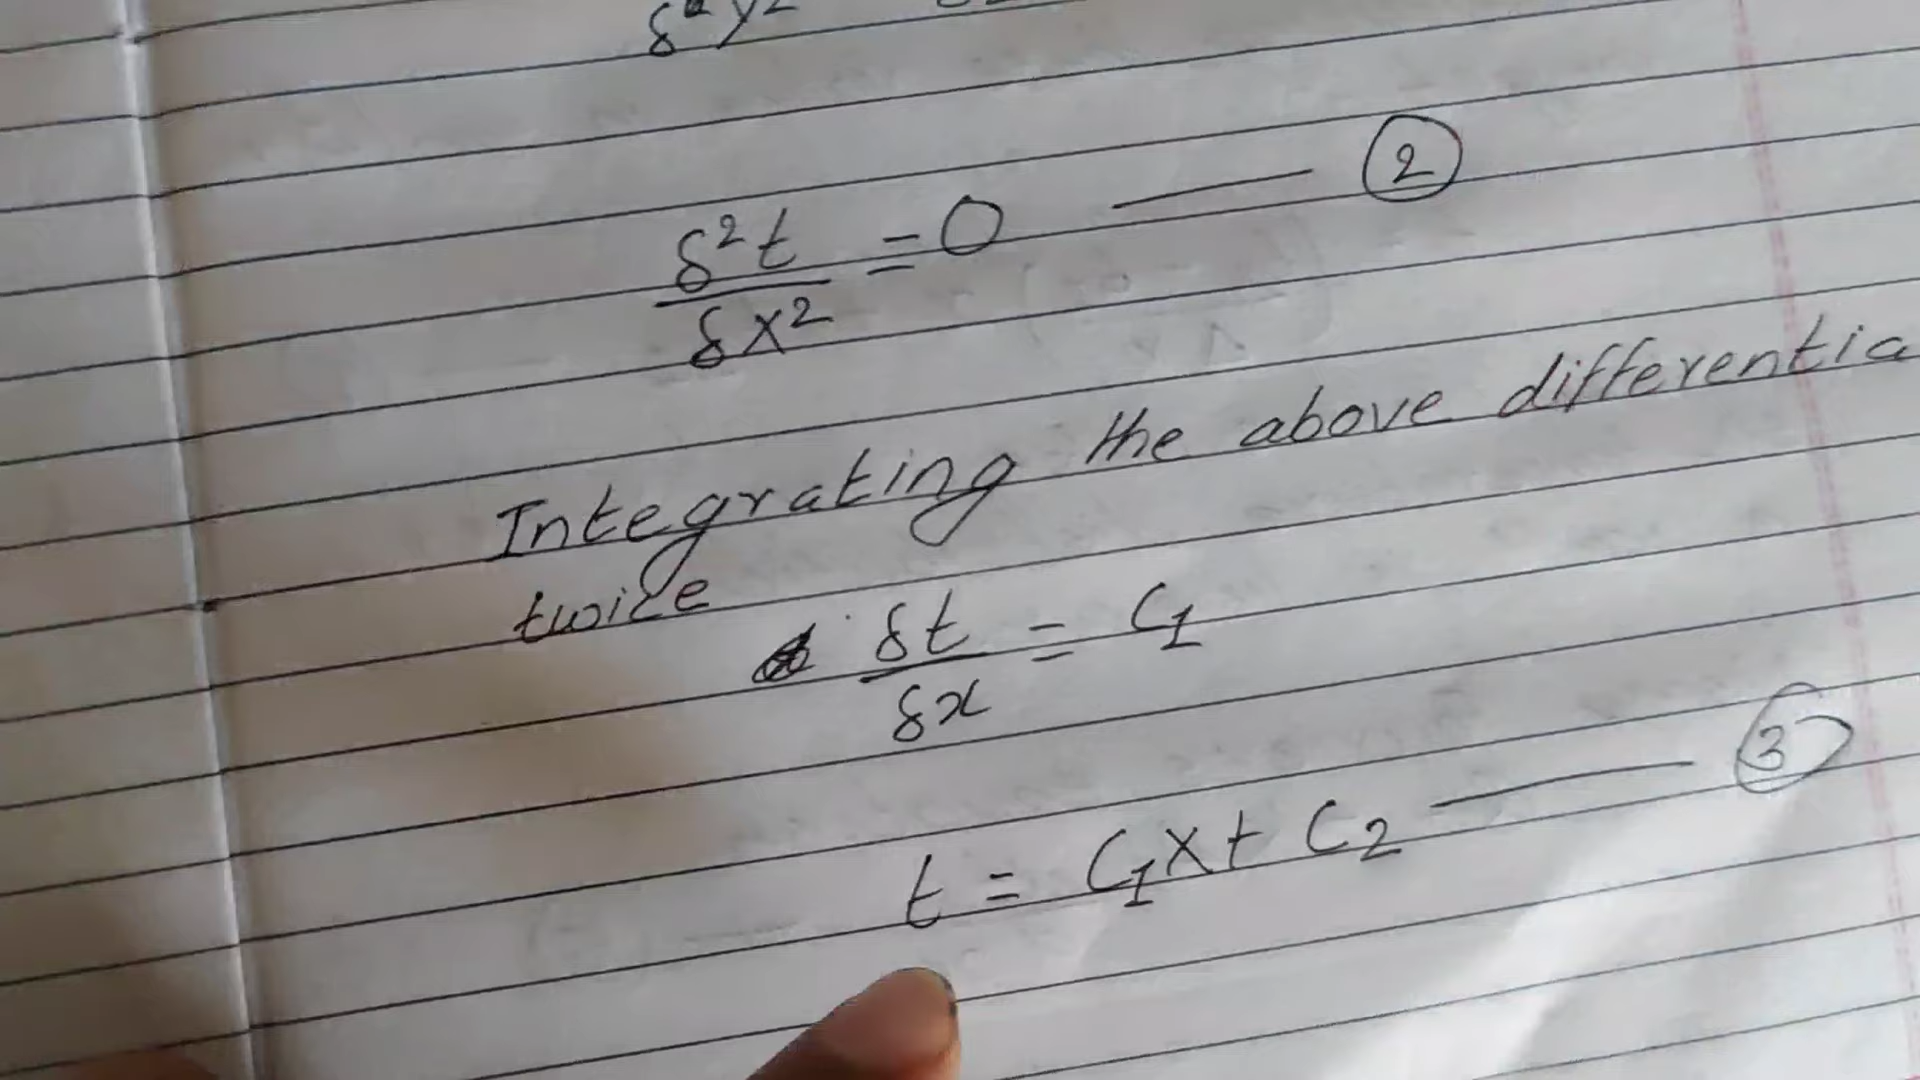 δ²t/δx² = 0 —— ②
Integrating the above differentia
twice
δt/δx = C₁
t = C₁x + C₂ —— ③